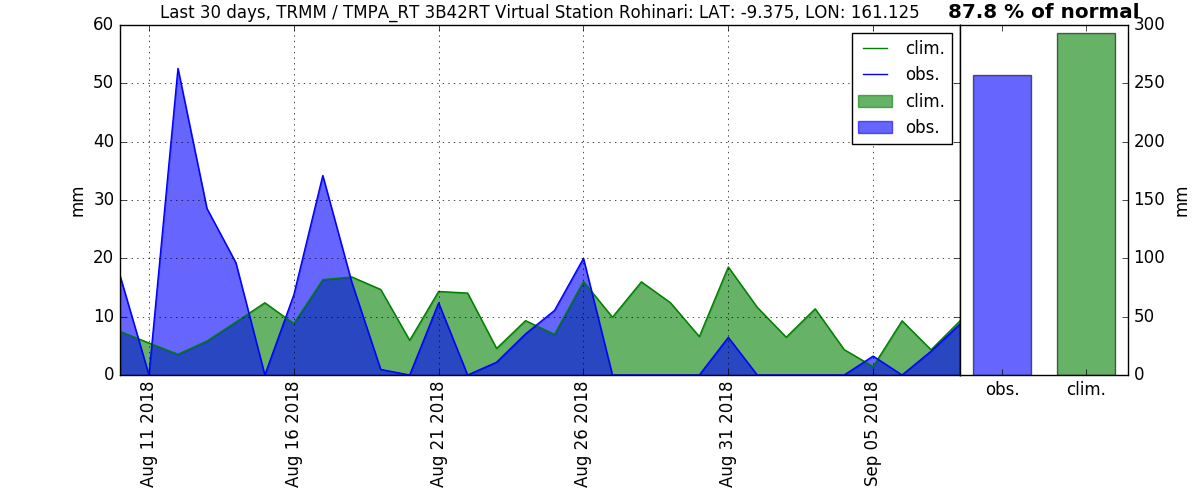 Last 30 days, TRMM / TMPA_RT 3B42RT Virtual Station Rohinari: LAT: -9.375, LON: 161.125
87.8 % of normal
60
50
40
30
20
10
0
mm
clim.
obs.
clim.
obs.
Aug 11 2018
Aug 16 2018
Aug 21 2018
Aug 26 2018
Aug 31 2018
Sep 05 2018
300
250
200
150
100
50
0
mm
obs.
clim.